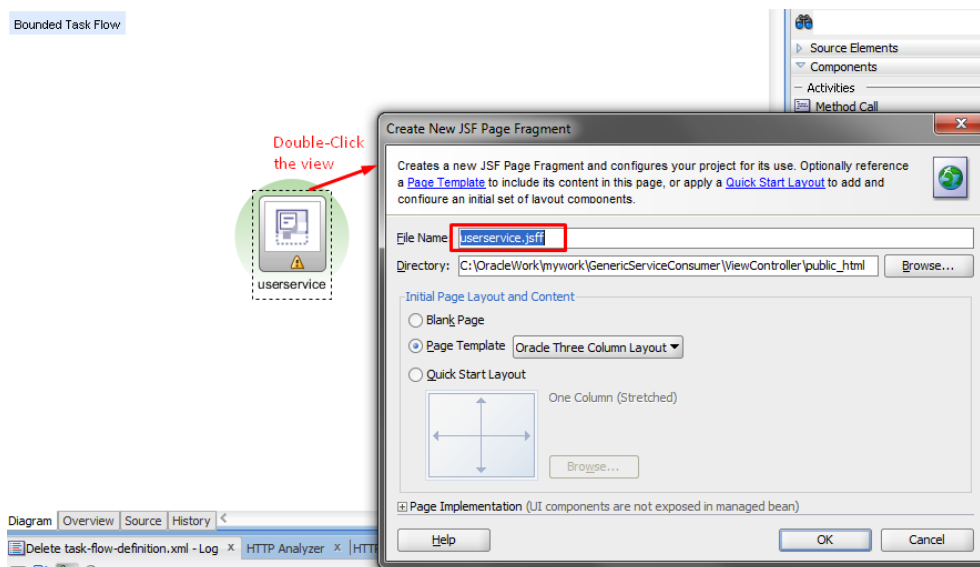 Bounded Task Flow
Source Elements
Components
Activities
Method Call
Double-Click
the view
userservice
Create New JSF Page Fragment
Creates a new JSF Page Fragment and configures your project for its use. Optionally reference
a Page Template to include its content in this page, or apply a Quick Start Layout to add and
configure an initial set of layout components.
File Name: userservice.jsff
Directory: C:\OracleWork\mywork\GenericServiceConsumer\ViewController\public_html Browse...
Initial Page Layout and Content
Blank Page
Page Template Oracle Three Column Layout
Quick Start Layout
One Column (Stretched)
Browse...
Page Implementation (UI components are not exposed in managed bean)
Help OK Cancel
Diagram Overview Source History
Delete task-flow-definition.xml - Log x HTTP Analyzer x